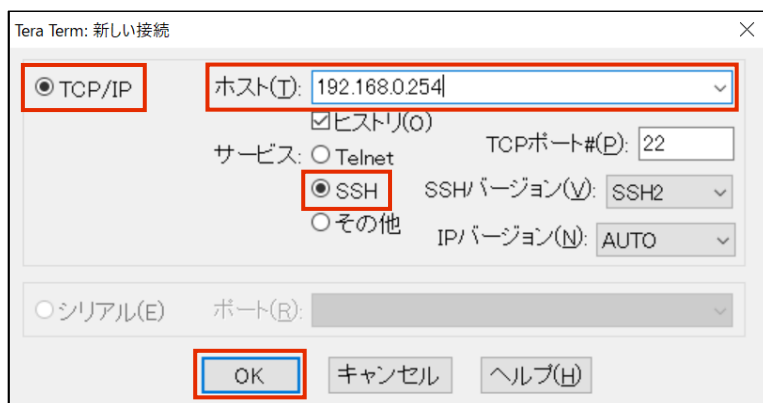 Tera Term: 新しい接続
TCP/IP
ホスト(T): 192.168.0.254
ヒストリ(O)
サービス: Telnet
TCPポート#(P): 22
SSH
SSHバージョン(V): SSH2
その他
IPバージョン(N): AUTO
シリアル(E)
ポート(R):
OK
キャンセル
ヘルプ(H)